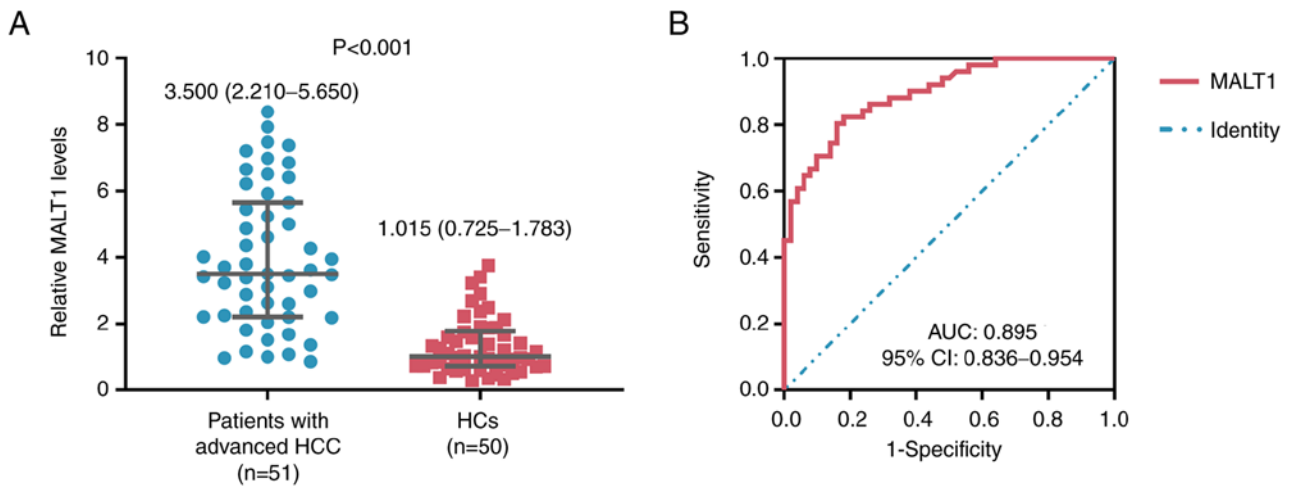 A
P<0.001
10
8
6
4
2
0
Relative MALT1 levels
3.500 (2.210–5.650)
1.015 (0.725–1.783)
Patients with
advanced HCC
(n=51)
HCs
(n=50)
B
1.0
0.8
0.6
0.4
0.2
0.0
Sensitivity
AUC: 0.895
95% CI: 0.836–0.954
0.0 0.2 0.4 0.6 0.8 1.0
1-Specificity
MALT1
Identity